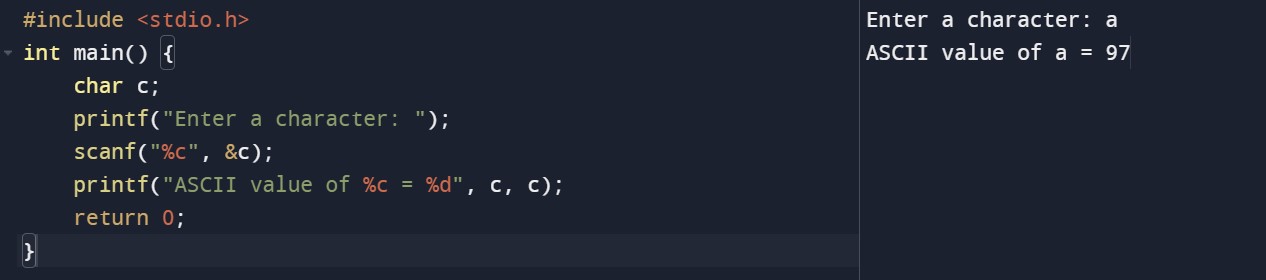 #include <stdio.h>
int main() {
    char c;
    printf("Enter a character: ");
    scanf("%c", &c);
    printf("ASCII value of %c = %d", c, c);
    return 0;
}
Enter a character: a
ASCII value of a = 97